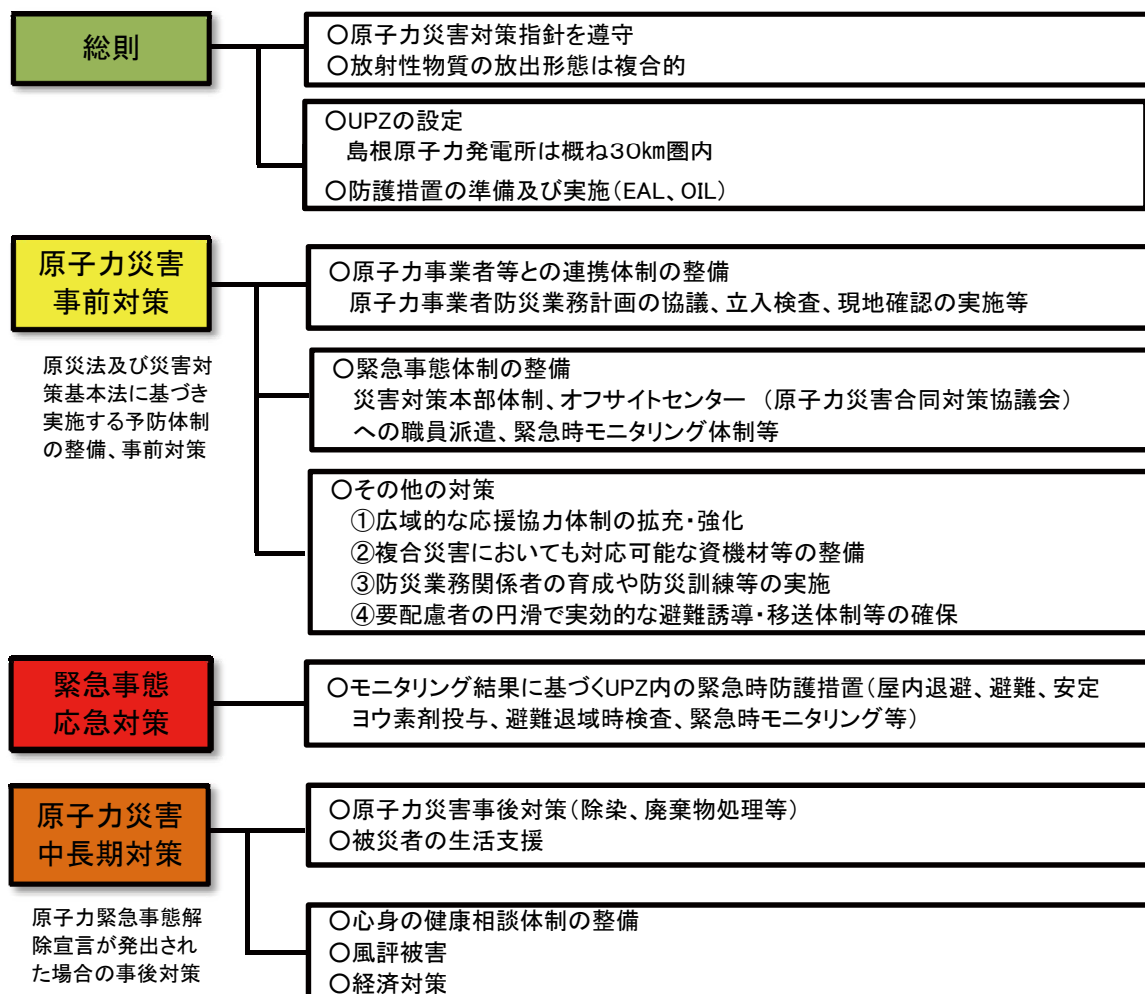 総則
〇原子力災害対策指針を遵守
〇放射性物質の放出形態は複合的
〇UPZの設定
島根原子力発電所は概ね30㎞圏内
〇防護措置の準備及び実施(EAL、OIL)
原子力災害
事前対策
原災法及び災害対
策基本法に基づき
実施する予防体制
の整備、事前対策
〇原子力事業者等との連携体制の整備
原子力事業者防災業務計画の協議、立入検査、現地確認の実施等
〇緊急事態体制の整備
災害対策本部体制、オフサイトセンター (原子力災害合同対策協議会)
への職員派遣、緊急時モニタリング体制等
〇その他の対策
①広域的な応援協力体制の拡充・強化
②複合災害においても対応可能な資機材等の整備
③防災業務関係者の育成や防災訓練等の実施
④要配慮者の円滑で実効的な避難誘導・移送体制等の確保
緊急事態
応急対策
〇モニタリング結果に基づくUPZ内の緊急時防護措置(屋内退避、避難、安定
ヨウ素剤投与、避難退域時検査、緊急時モニタリング等)
原子力災害
中長期対策
原子力緊急事態解
除宣言が発出され
た場合の事後対策
〇原子力災害事後対策(除染、廃棄物処理等)
〇被災者の生活支援
〇心身の健康相談体制の整備
〇風評被害
〇経済対策